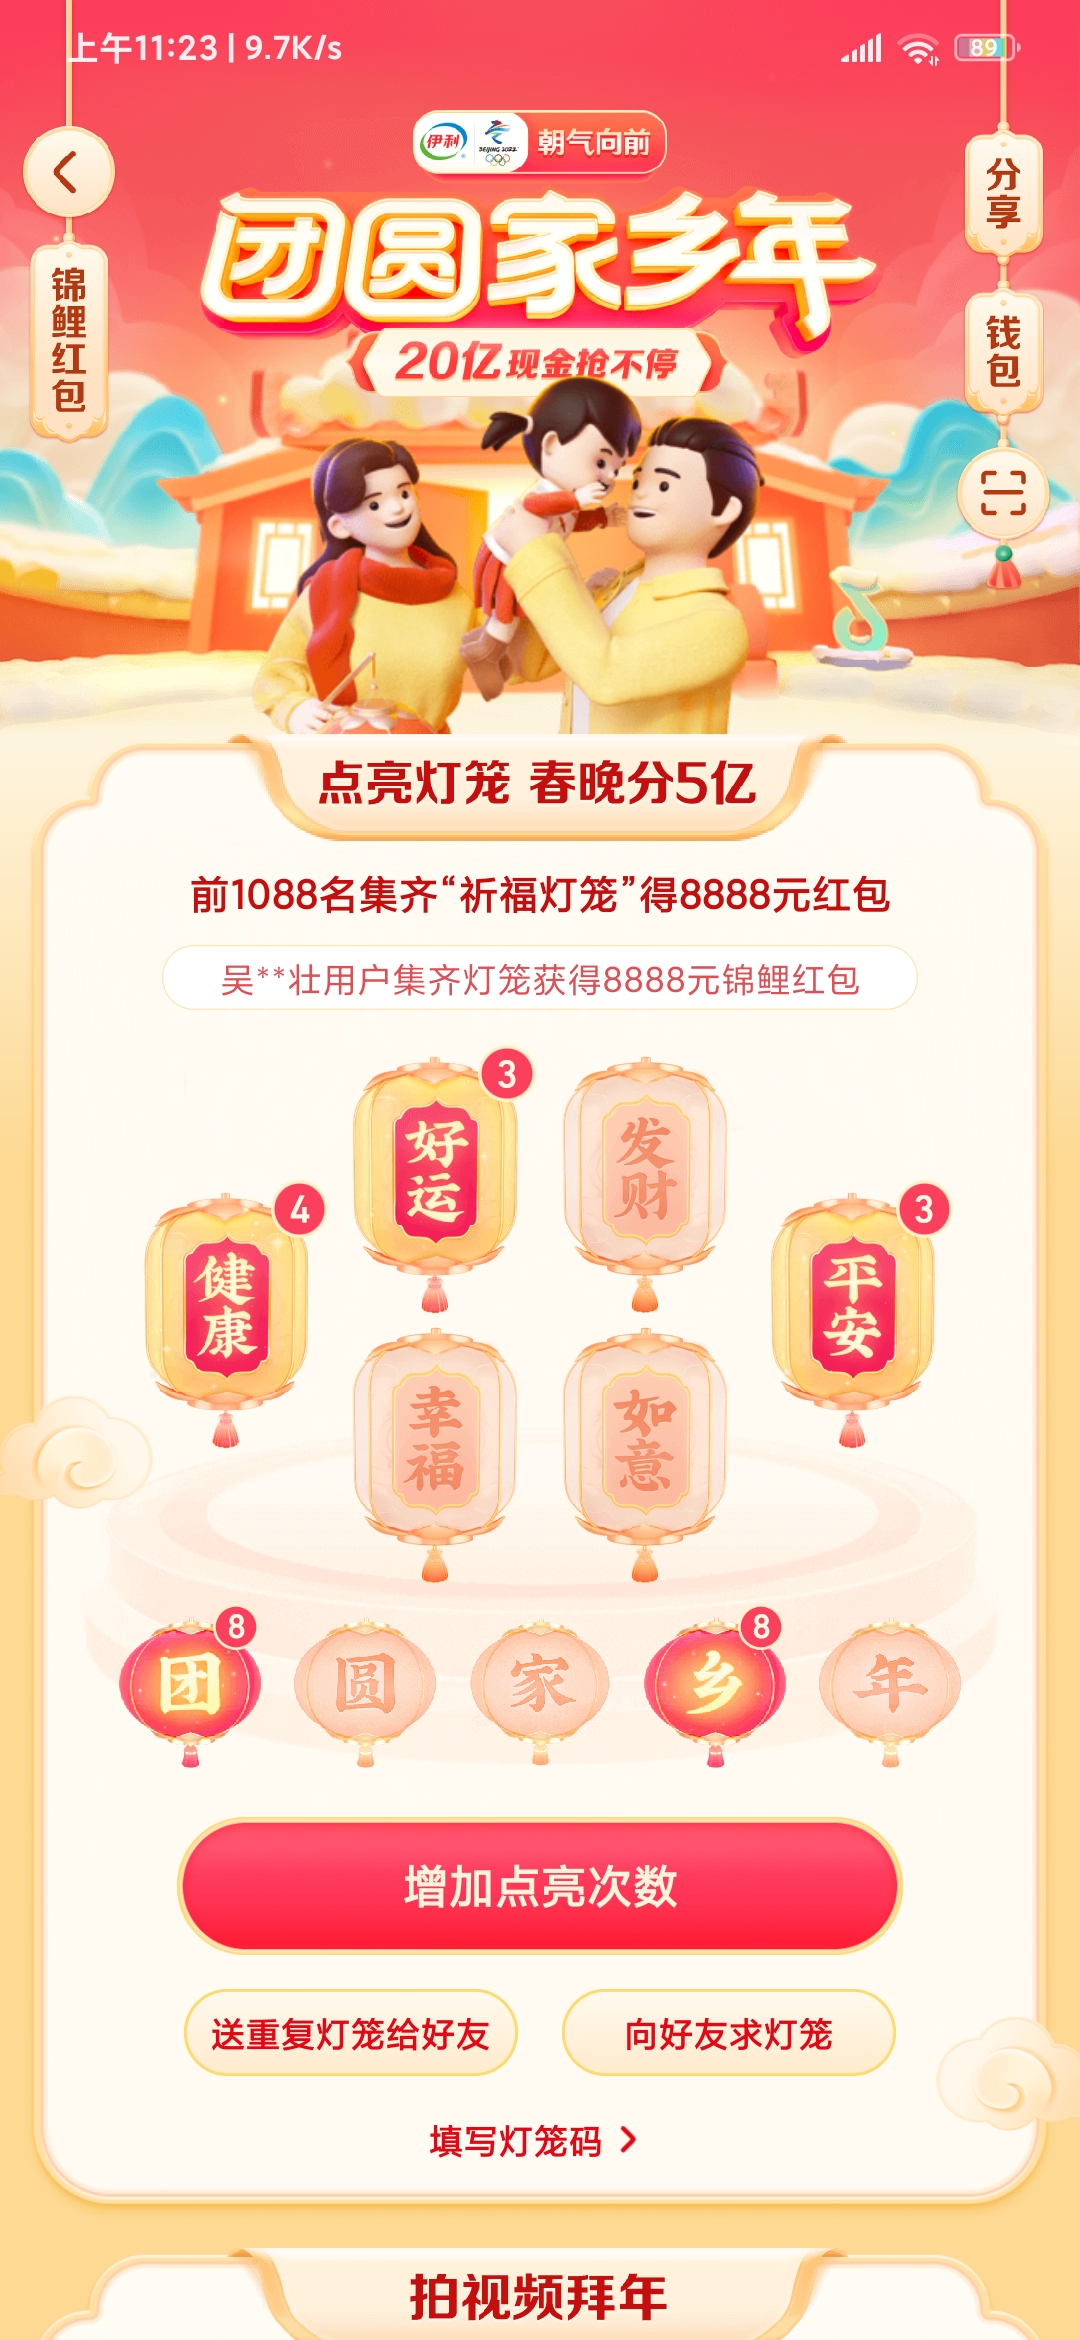 上午11:23 | 9.7K/s
89
伊利
BEIJING 2022
朝气向前
分享
团圆家乡年
锦鲤红包
20亿现金抢不停
钱包
点亮灯笼 春晚分5亿
前1088名集齐“祈福灯笼”得8888元红包
吴**壮用户集齐灯笼获得8888元锦鲤红包
3
好运
发财
4
健康
3
平安
幸福
如意
8
团
圆
家
8
乡
年
增加点亮次数
送重复灯笼给好友
向好友求灯笼
填写灯笼码 >
拍视频拜年